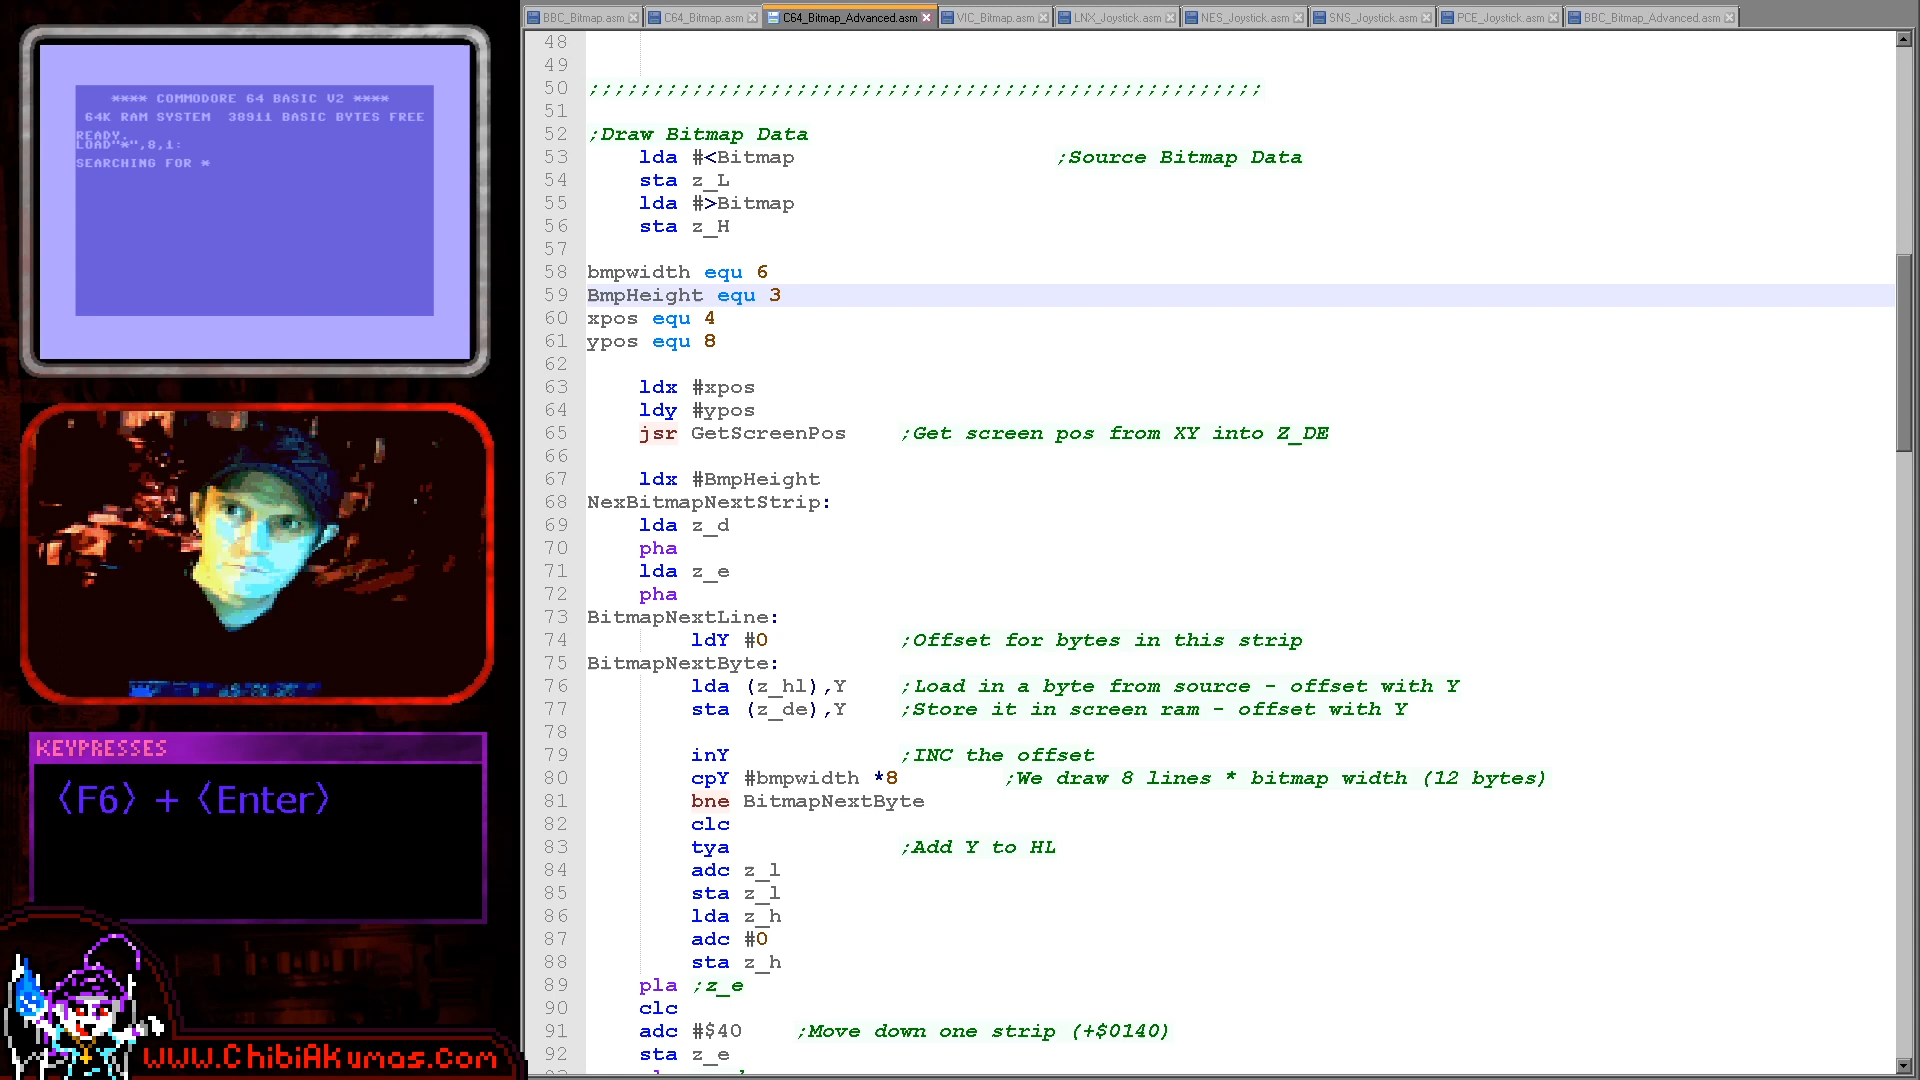 BBC_Bitmap.asm C64_Bitmap.asm C64_Bitmap_Advanced.asm VIC_Bitmap.asm LNX_Joystick.asm NES_Joystick.asm SNS_Joystick.asm PCE_Joystick.asm BBC_Bitmap_Advanced.asm
**** COMMODORE 64 BASIC V2 ****
64K RAM SYSTEM 38911 BASIC BYTES FREE
READY.
LOAD"*",8,1:
SEARCHING FOR *
KEYPRESSES
〈F6〉 + 〈Enter〉
www.ChibiAkumas.com
48
49
50 ;;;;;;;;;;;;;;;;;;;;;;;;;;;;;;;;;;;;;;;;;;;;;;;;;;;;
51
52 ;Draw Bitmap Data
53 lda #<Bitmap ;Source Bitmap Data
54 sta z_L
55 lda #>Bitmap
56 sta z_H
57
58 bmpwidth equ 6
59 BmpHeight equ 3
60 xpos equ 4
61 ypos equ 8
62
63 ldx #xpos
64 ldy #ypos
65 jsr GetScreenPos ;Get screen pos from XY into Z_DE
66
67 ldx #BmpHeight
68 NexBitmapNextStrip:
69 lda z_d
70 pha
71 lda z_e
72 pha
73 BitmapNextLine:
74 ldY #0 ;Offset for bytes in this strip
75 BitmapNextByte:
76 lda (z_hl),Y ;Load in a byte from source - offset with Y
77 sta (z_de),Y ;Store it in screen ram - offset with Y
78
79 inY ;INC the offset
80 cpY #bmpwidth *8 ;We draw 8 lines * bitmap width (12 bytes)
81 bne BitmapNextByte
82 clc
83 tya ;Add Y to HL
84 adc z_l
85 sta z_l
86 lda z_h
87 adc #0
88 sta z_h
89 pla ;z_e
90 clc
91 adc #$40 ;Move down one strip (+$0140)
92 sta z_e